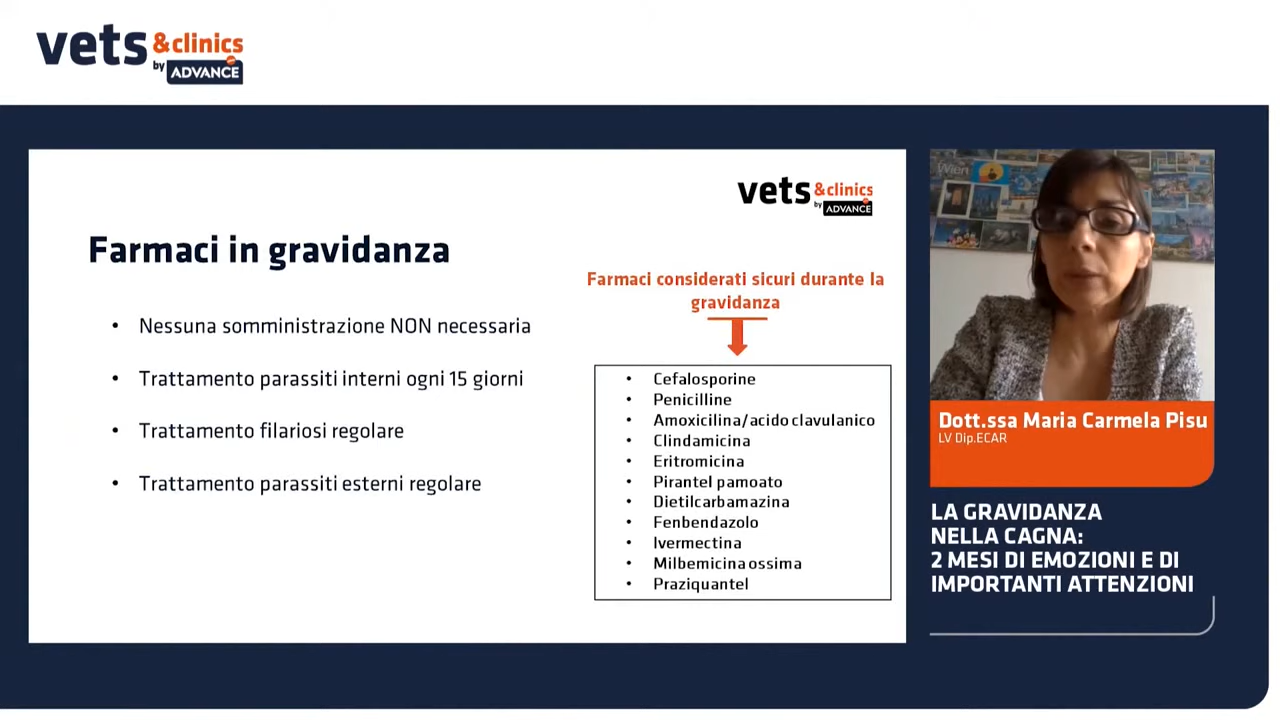 vets &clinics
by ADVANCE
vets &clinics
by ADVANCE
Farmaci in gravidanza
• Nessuna somministrazione NON necessaria
• Trattamento parassiti interni ogni 15 giorni
• Trattamento filariosi regolare
• Trattamento parassiti esterni regolare
Farmaci considerati sicuri durante la
gravidanza
• Cefalosporine
• Penicilline
• Amoxicilina/acido clavulanico
• Clindamicina
• Eritromicina
• Pirantel pamoato
• Dietilcarbamazina
• Fenbendazolo
• Ivermectina
• Milbemicina ossima
• Praziquantel
Wien
Dott.ssa Maria Carmela Pisu
LV Dip.ECAR
LA GRAVIDANZA
NELLA CAGNA:
2 MESI DI EMOZIONI E DI
IMPORTANTI ATTENZIONI